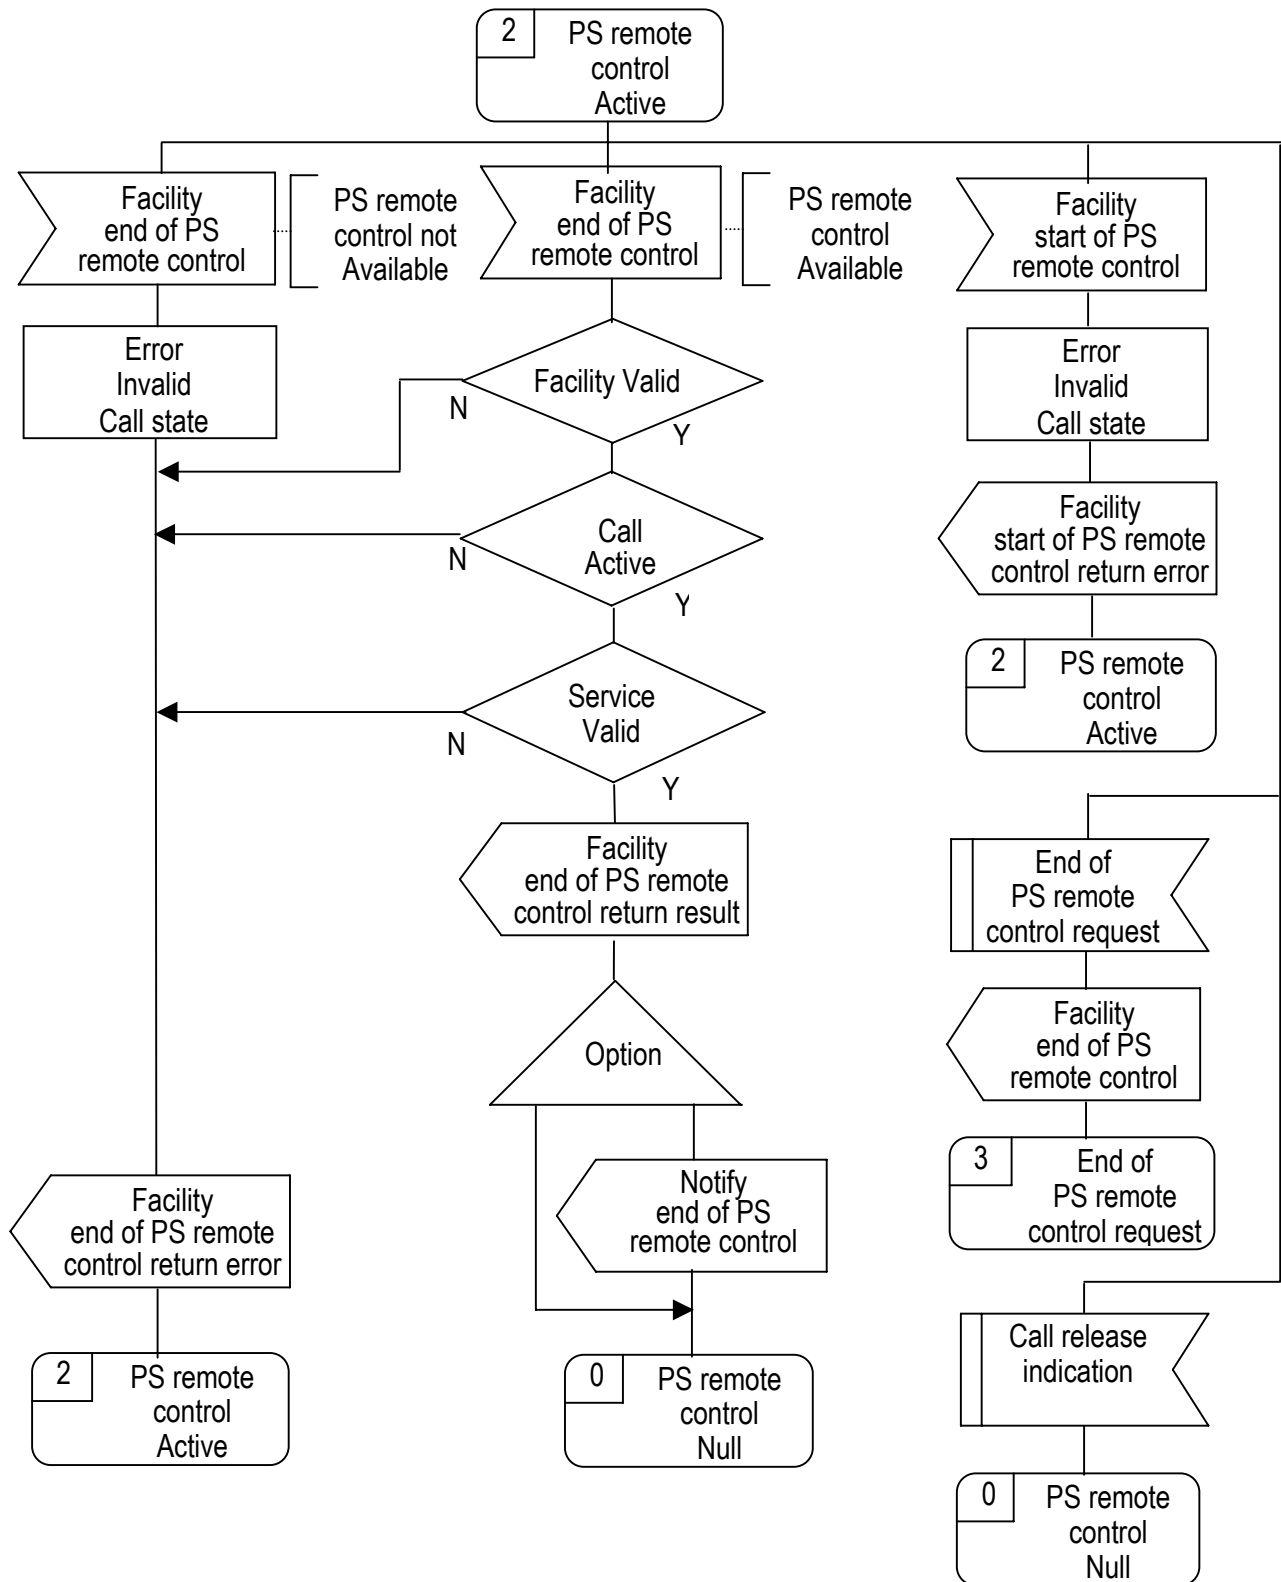 2
PS remote
control
Active
Facility
end of PS
remote control
PS remote
control not
Available
Facility
end of PS
remote control
PS remote
control
Available
Facility
start of PS
remote control
Error
Invalid
Call state
Facility Valid
N
Y
Error
Invalid
Call state
Call
Active
N
Y
Facility
start of PS remote
control return error
Service
Valid
N
Y
2
PS remote
control
Active
Facility
end of PS remote
control return result
End of
PS remote
control request
Option
Facility
end of PS
remote control
Facility
end of PS remote
control return error
Notify
end of PS
remote control
3
End of
PS remote
control request
2
PS remote
control
Active
0
PS remote
control
Null
Call release
indication
0
PS remote
control
Null